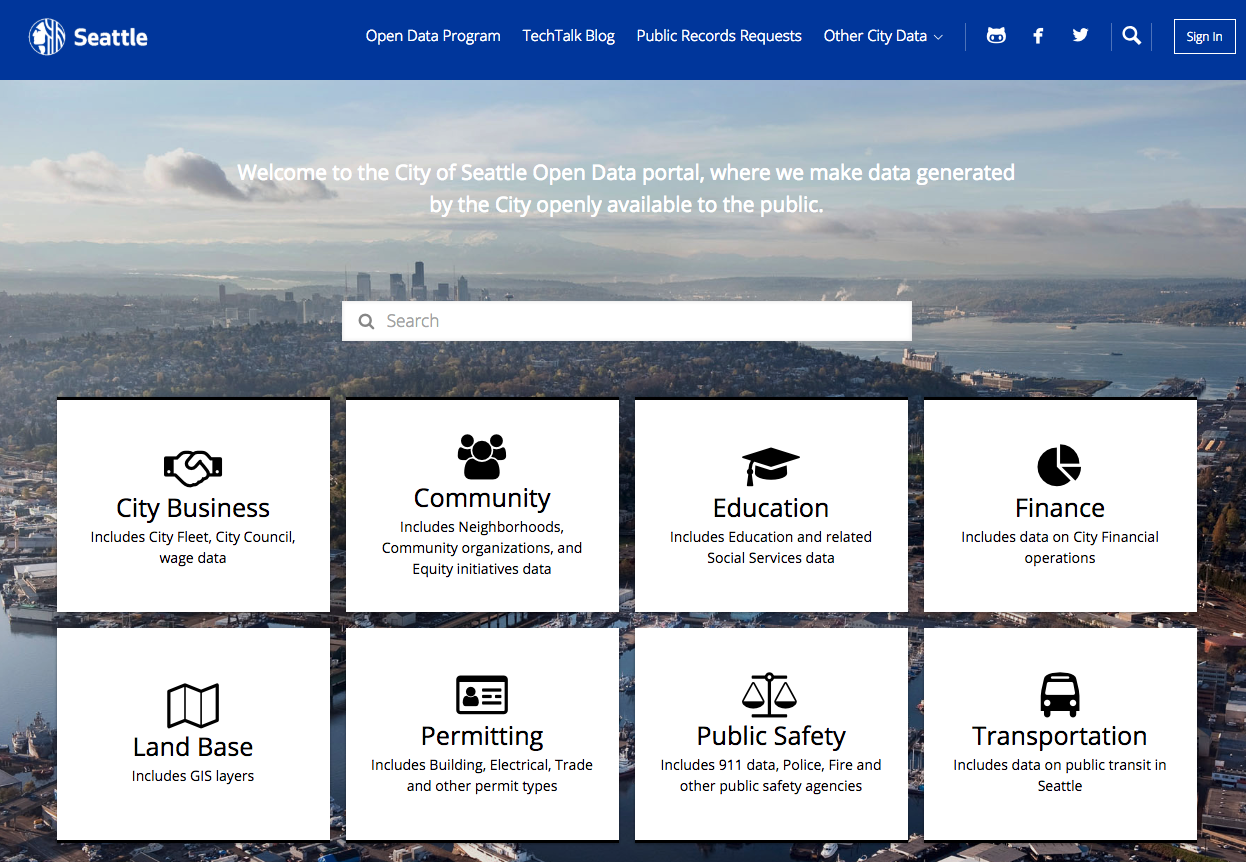 Seattle
Open Data Program
TechTalk Blog
Public Records Requests
Other City Data
Sign In
Welcome to the City of Seattle Open Data portal, where we make data generated
by the City openly available to the public.
Search
City Business
Includes City Fleet, City Council,
wage data
Community
Includes Neighborhoods,
Community organizations, and
Equity initiatives data
Education
Includes Education and related
Social Services data
Finance
Includes data on City Financial
operations
Land Base
Includes GIS layers
Permitting
Includes Building, Electrical, Trade
and other permit types
Public Safety
Includes 911 data, Police, Fire and
other public safety agencies
Transportation
Includes data on public transit in
Seattle